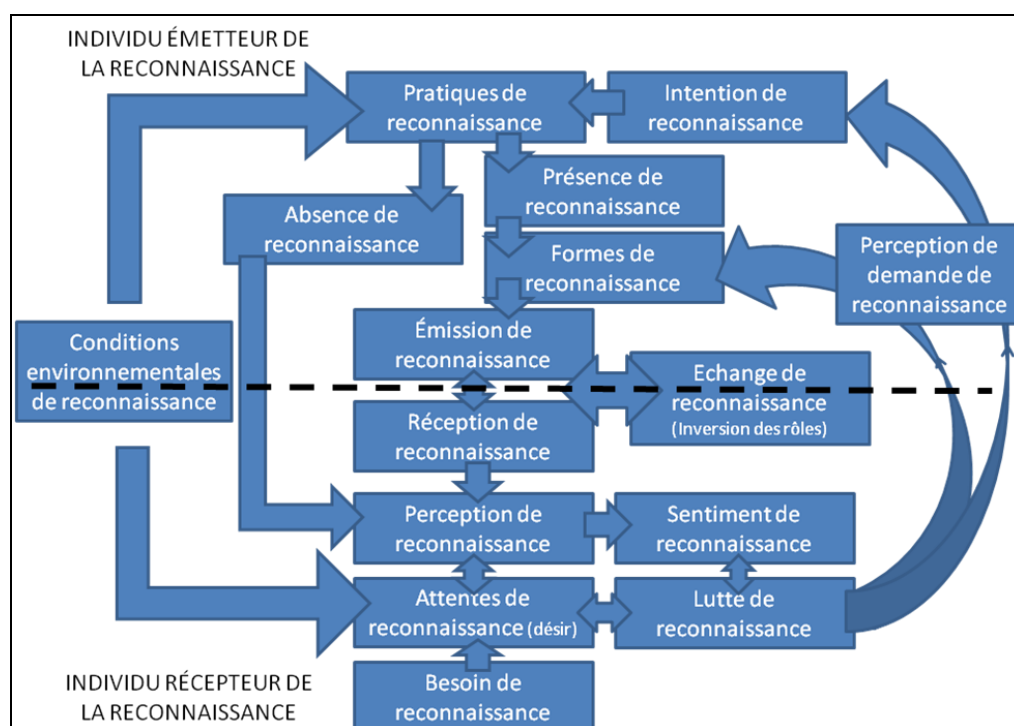 INDIVIDU ÉMETTEUR DE
LA RECONNAISSANCE
Pratiques de
reconnaissance
Intention de
reconnaissance
Présence de
reconnaissance
Absence de
reconnaissance
Formes de
reconnaissance
Perception de
demande de
reconnaissance
Émission de
reconnaissance
Conditions
environnementales
de reconnaissance
Echange de
reconnaissance
(Inversion des rôles)
Réception de
reconnaissance
Perception de
reconnaissance
Sentiment de
reconnaissance
Attentes de
reconnaissance (désir)
Lutte de
reconnaissance
Besoin de
reconnaissance
INDIVIDU RÉCEPTEUR DE
LA RECONNAISSANCE